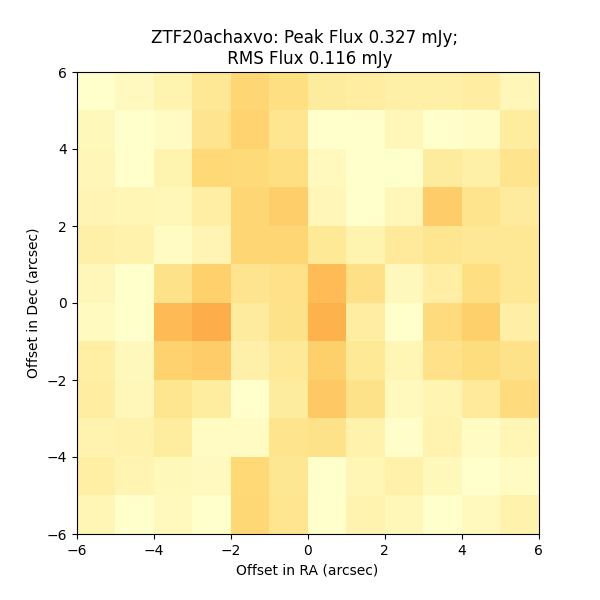 ZTF20achaxvo: Peak Flux 0.327 mJy;
RMS Flux 0.116 mJy
6
4
2
0
−2
−4
−6
Offset in Dec (arcsec)
−6 −4 −2 0 2 4 6
Offset in RA (arcsec)